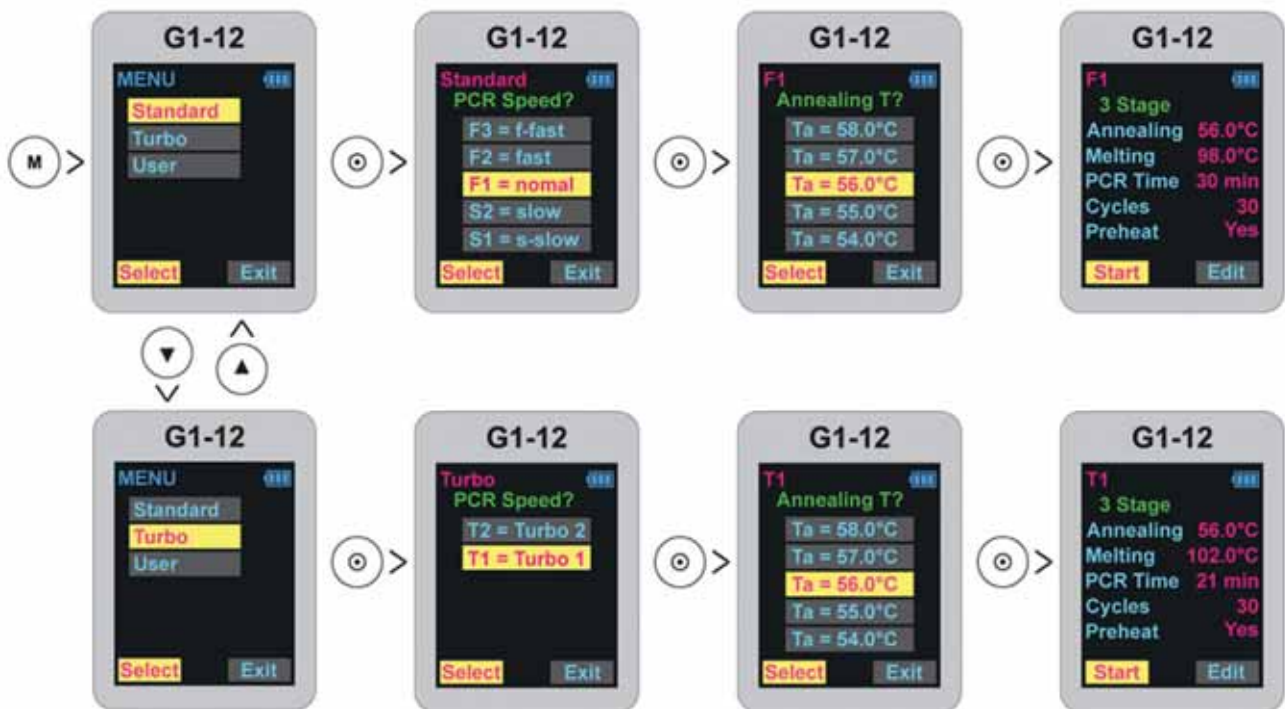 G1-12
MENU
Standard
Turbo
User
Select Exit
G1-12
Standard
PCR Speed?
F3 = f-fast
F2 = fast
F1 = nomal
S2 = slow
S1 = s-slow
Select Exit
G1-12
F1
Annealing T?
Ta = 58.0°C
Ta = 57.0°C
Ta = 56.0°C
Ta = 55.0°C
Ta = 54.0°C
Select Exit
G1-12
F1
3 Stage
Annealing 56.0°C
Melting 98.0°C
PCR Time 30 min
Cycles 30
Preheat Yes
Start Edit
M
G1-12
MENU
Standard
Turbo
User
Select Exit
G1-12
Turbo
PCR Speed?
T2 = Turbo 2
T1 = Turbo 1
Select Exit
G1-12
T1
Annealing T?
Ta = 58.0°C
Ta = 57.0°C
Ta = 56.0°C
Ta = 55.0°C
Ta = 54.0°C
Select Exit
G1-12
T1
3 Stage
Annealing 56.0°C
Melting 102.0°C
PCR Time 21 min
Cycles 30
Preheat Yes
Start Edit